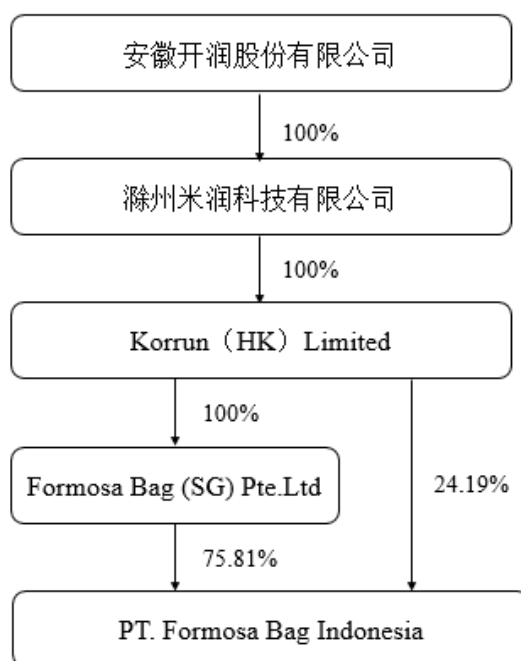 安徽开润股份有限公司
100%
滁州米润科技有限公司
100%
Korrun（HK）Limited
100%
Formosa Bag (SG) Pte.Ltd
24.19%
75.81%
PT. Formosa Bag Indonesia